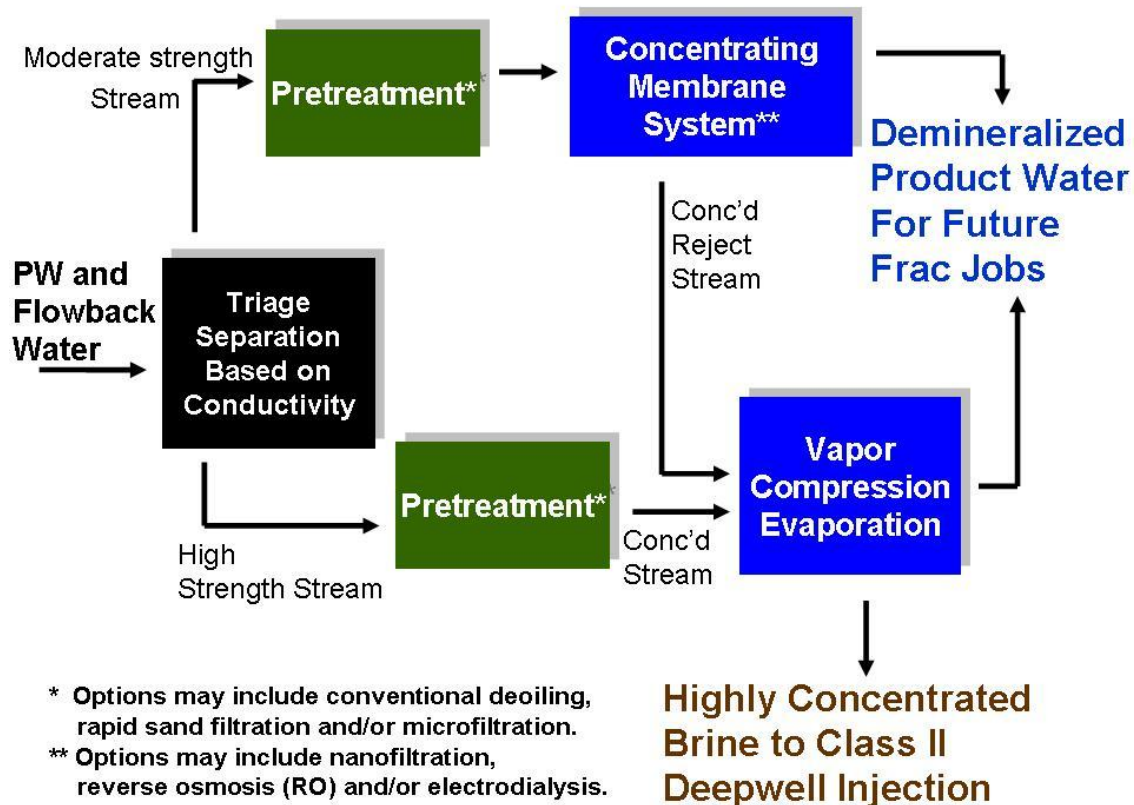 Moderate strength
Stream
Pretreatment*
Concentrating
Membrane
System**
Demineralized
Product Water
For Future
Frac Jobs
Conc'd
Reject
Stream
PW and
Flowback
Water
Triage
Separation
Based on
Conductivity
High
Strength Stream
Pretreatment*
Conc'd
Stream
Vapor
Compression
Evaporation
Highly Concentrated
Brine to Class II
Deepwell Injection
* Options may include conventional deoiling,
rapid sand filtration and/or microfiltration.
** Options may include nanofiltration,
reverse osmosis (RO) and/or electrodialysis.